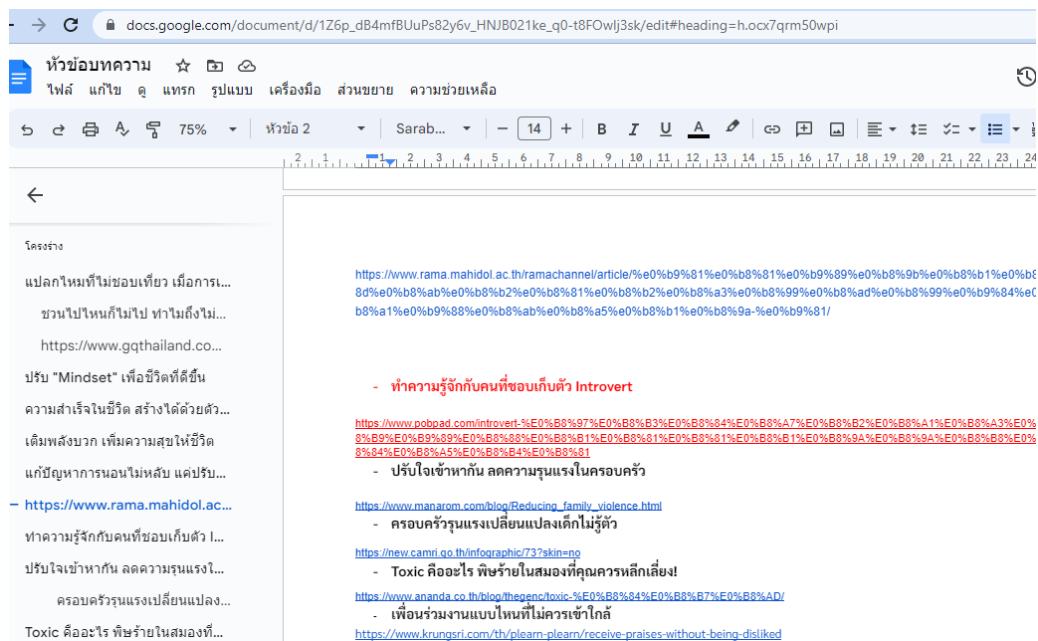 docs.google.com/document/d/1Z6p_dB4mfBUuPs82y6v_HNJB021ke_q0-t8FOwIj3sk/edit#heading=h.ocx7qrm50wpi
หัวข้อบทความ
ไฟล์ แก้ไข ดู แทรก รูปแบบ เครื่องมือ ส่วนขยาย ความช่วยเหลือ
75% หัวข้อ 2 Sarab... 14 B I U A
2 1 1 2 3 4 5 6 7 8 9 10 11 12 13 14 15 16 17 18 19 20 21 22 23 24
โครงร่าง
แปลกไหมที่ไม่ชอบเที่ยว เมื่อการเ...
ชวนไปไหนก็ไม่ไป ทำไมถึงไม่...
https://www.gqthailand.co...
ปรับ "Mindset" เพื่อชีวิตที่ดีขึ้น
ความสำเร็จในชีวิต สร้างได้ด้วยตัว...
เติมพลังบวก เพิ่มความสุขให้ชีวิต
แก้ปัญหาการนอนไม่หลับ แค่ปรับ...
https://www.rama.mahidol.ac...
ทำความรู้จักกับคนที่ชอบเก็บตัว I...
ปรับใจเข้าหากัน ลดความรุนแรงใ...
ครอบครัวรุนแรงเปลี่ยนแปลง...
Toxic คืออะไร พิษร้ายในสมองที่...
https://www.rama.mahidol.ac.th/ramachannel/article/%e0%b9%81%e0%b8%81%e0%b9%89%e0%b8%9b%e0%b8%b1%e0%b8
8d%e0%b8%ab%e0%b8%b2%e0%b8%81%e0%b8%b2%e0%b8%a3%e0%b8%99%e0%b8%ad%e0%b8%99%e0%b9%84%e0
b8%a1%e0%b9%88%e0%b8%ab%e0%b8%a5%e0%b8%b1%e0%b8%9a-%e0%b9%81/
- ทำความรู้จักกับคนที่ชอบเก็บตัว Introvert
https://www.pobpad.com/introvert-%E0%B8%97%E0%B8%B3%E0%B8%84%E0%B8%A7%E0%B8%B2%E0%B8%A1%E0%B8%A3%E0%
8%B9%E0%B9%89%E0%B8%88%E0%B8%B1%E0%B8%81%E0%B8%81%E0%B8%B1%E0%B8%9A%E0%B8%9A%E0%B8%B8%E0%
8%84%E0%B8%A5%E0%B8%B4%E0%B8%81
- ปรับใจเข้าหากัน ลดความรุนแรงในครอบครัว
https://www.manarom.com/blog/Reducing_family_violence.html
- ครอบครัวรุนแรงเปลี่ยนแปลงเด็กไม่รู้ตัว
https://new.camri.go.th/infographic/73?skin=no
- Toxic คืออะไร พิษร้ายในสมองที่คุณควรหลีกเลี่ยง!
https://www.ananda.co.th/blog/thegenc/toxic-%E0%B8%84%E0%B8%B7%E0%B8%AD/
- เพื่อนร่วมงานแบบไหนที่ไม่ควรเข้าใกล้
https://www.krungsri.com/th/plearn-plearn/receive-praises-without-being-disliked